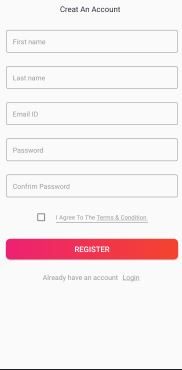 Creat An Account
First name
Last name
Email ID
Password
Confrim Password
I Agree To The Terms & Condition
REGISTER
Already have an account Login